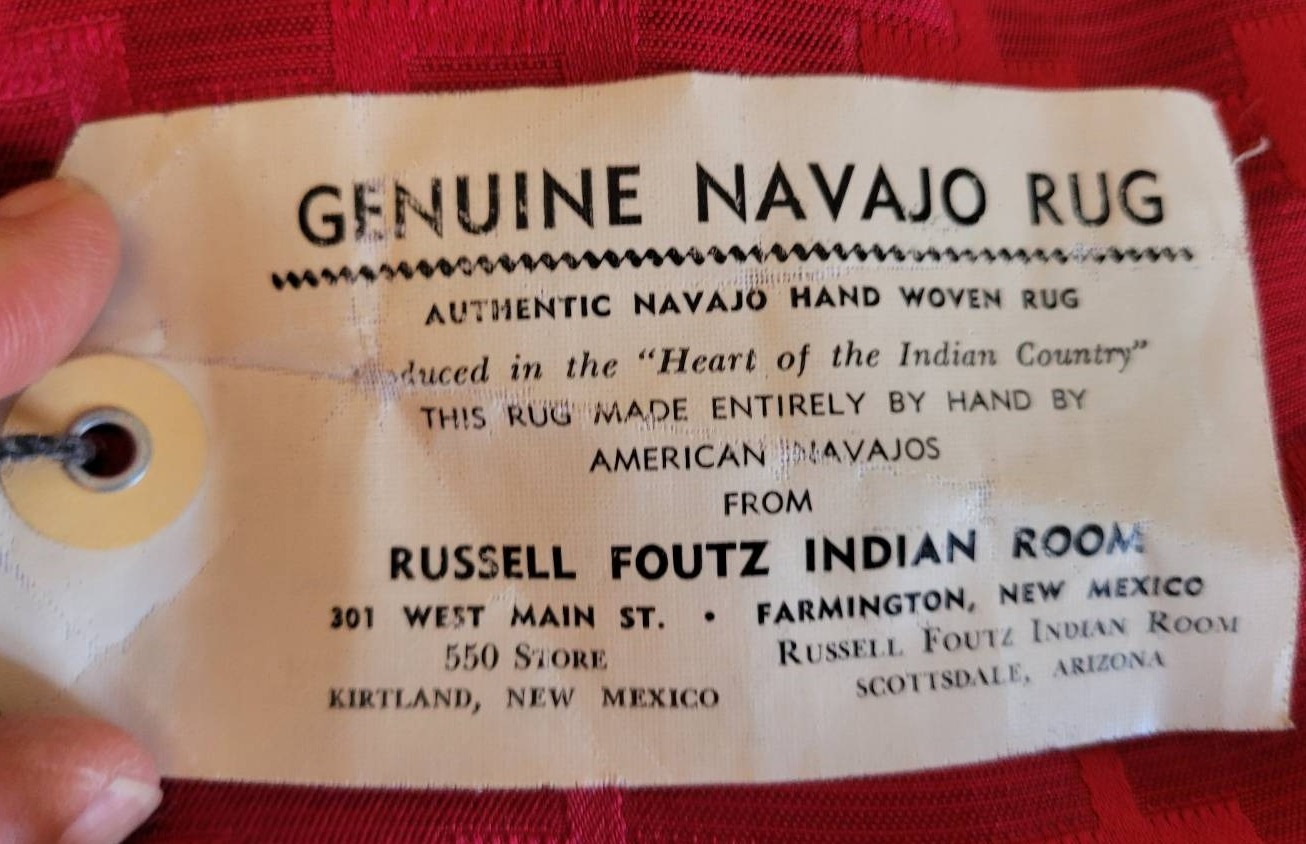 GENUINE NAVAJO RUG
AUTHENTIC NAVAJO HAND WOVEN RUG
in the “Heart of the Indian Country”
THIS RUG MADE ENTIRELY BY HAND BY
AMERICAN NAVAJOS
FROM
RUSSELL FOUTZ INDIAN ROOM
301 WEST MAIN ST. • FARMINGTON, NEW MEXICO
550 STORE
KIRTLAND, NEW MEXICO
RUSSELL FOUTZ INDIAN ROOM
SCOTTSDALE, ARIZONA